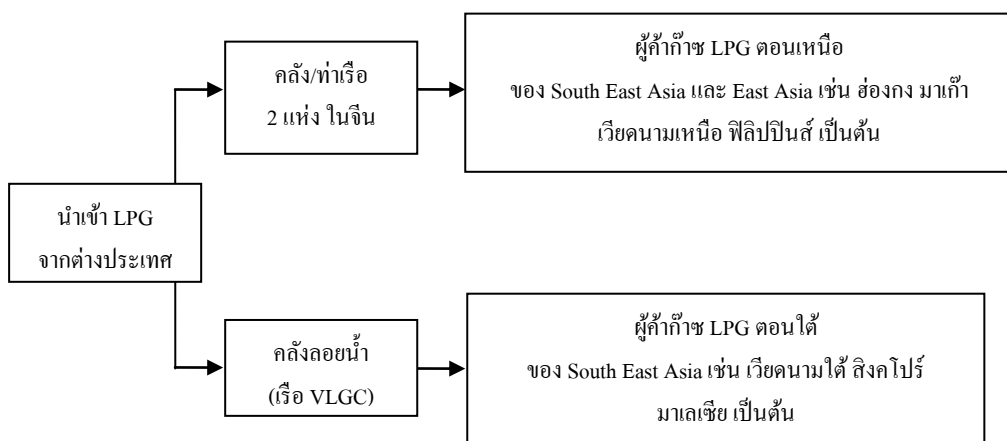 นำเข้า LPG
จากต่างประเทศ
คลัง/ท่าเรือ
2 แห่ง ในจีน
ผู้ค้าก๊าซ LPG ตอนเหนือ
ของ South East Asia และ East Asia เช่น ฮ่องกง มาเก๊า
เวียดนามเหนือ ฟิลิปปินส์ เป็นต้น
คลังลอยน้ำ
(เรือ VLGC)
ผู้ค้าก๊าซ LPG ตอนใต้
ของ South East Asia เช่น เวียดนามใต้ สิงคโปร์
มาเลเซีย เป็นต้น